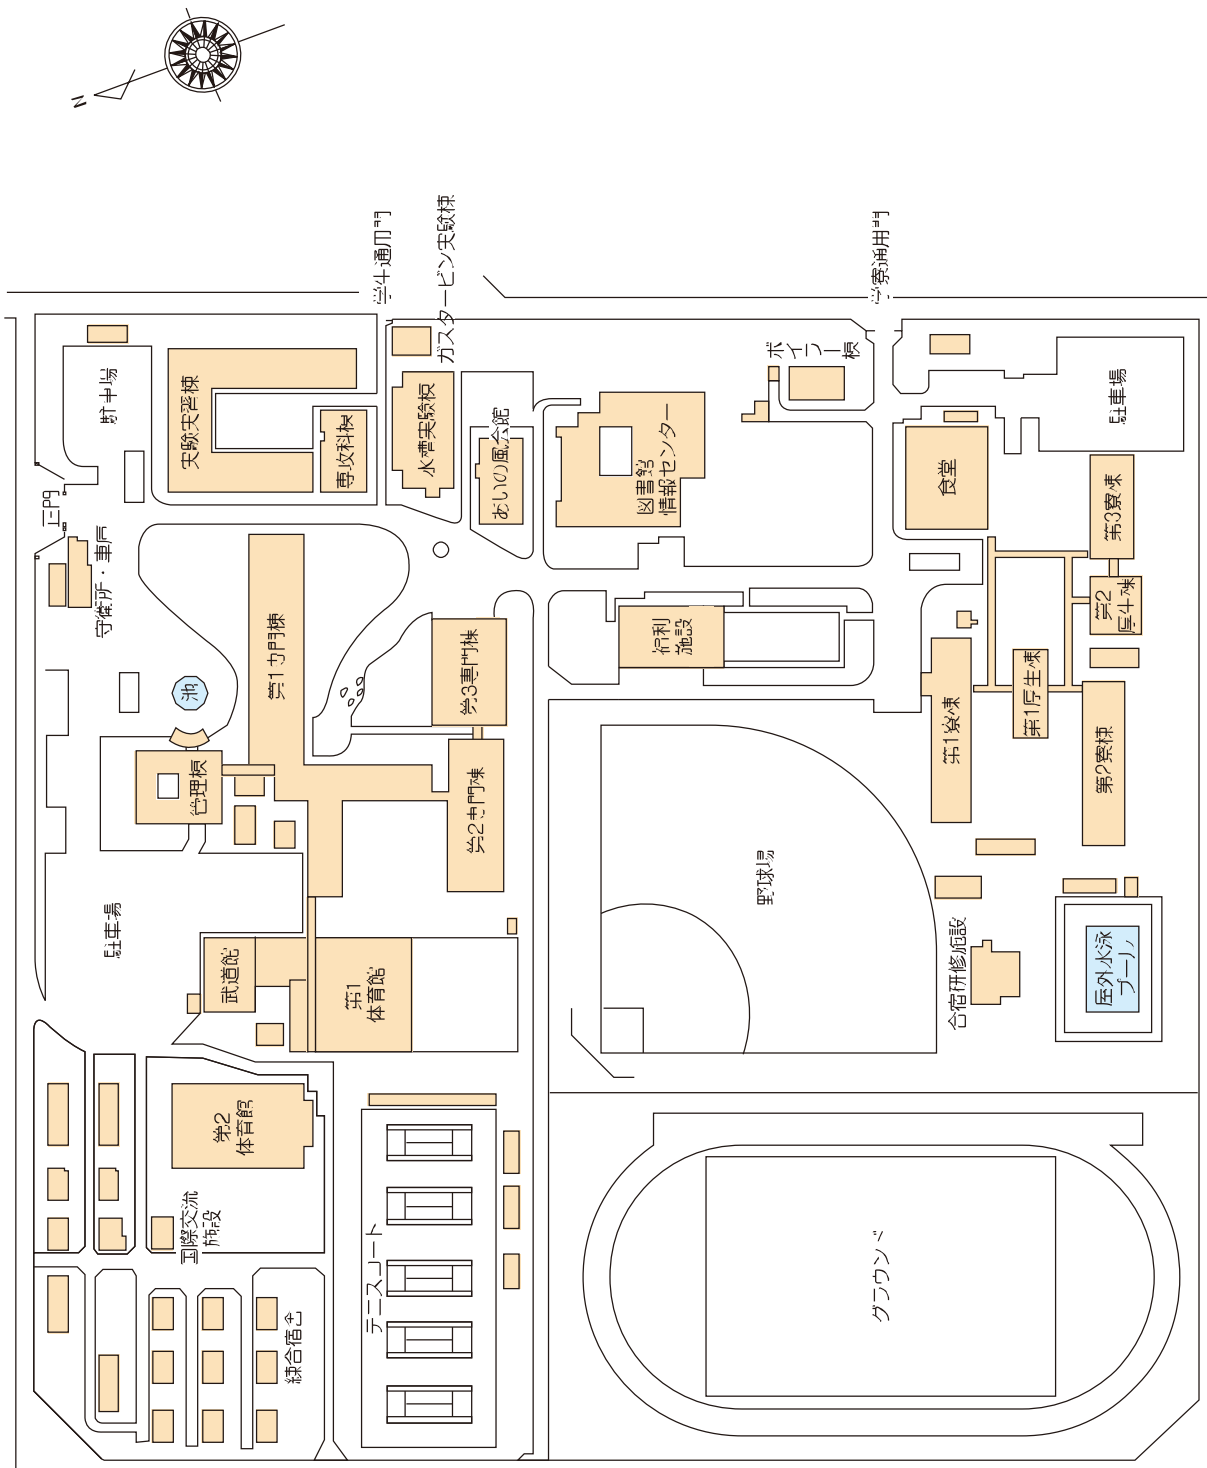 N
学生通用門
ガスタービン実験棟
学寮通用門
駐車場
実験実習棟
専攻科棟
水槽実験棟
あいの風会館
図書館
情報センター
ボイラー棟
食堂
駐車場
正門
守衛所・車庫
第1専門棟
第3専門棟
福利
施設
第3寮棟
第2
厚生棟
池
管理棟
第2専門棟
第1寮棟
第1厚生棟
第2寮棟
駐車場
武道館
第1
体育館
野球場
合宿研修施設
屋外水泳
プール
第2
体育館
国際交流
施設
テニスコート
グラウンド
綜合宿舎